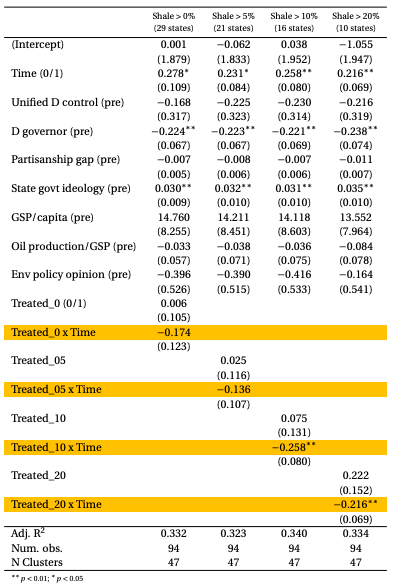 Shale > 0% Shale > 5% Shale > 10% Shale > 20%
(29 states) (21 states) (16 states) (10 states)
(Intercept) 0.001 −0.062 0.038 −1.055
(1.879) (1.833) (1.952) (1.947)
Time (0/1) 0.278* 0.231* 0.258** 0.216**
(0.109) (0.084) (0.080) (0.069)
Unified D control (pre) −0.168 −0.225 −0.230 −0.216
(0.317) (0.323) (0.314) (0.319)
D governor (pre) −0.224** −0.223** −0.221** −0.238**
(0.067) (0.067) (0.069) (0.074)
Partisanship gap (pre) −0.007 −0.008 −0.007 −0.011
(0.005) (0.006) (0.006) (0.007)
State govt ideology (pre) 0.030** 0.032** 0.031** 0.035**
(0.009) (0.010) (0.010) (0.010)
GSP/capita (pre) 14.760 14.211 14.118 13.552
(8.255) (8.451) (8.603) (7.964)
Oil production/GSP (pre) −0.033 −0.038 −0.036 −0.084
(0.057) (0.071) (0.075) (0.078)
Env policy opinion (pre) −0.396 −0.390 −0.416 −0.164
(0.526) (0.515) (0.533) (0.541)
Treated_0 (0/1) 0.006
(0.105)
Treated_0 x Time −0.174
(0.123)
Treated_05 0.025
(0.116)
Treated_05 x Time −0.136
(0.107)
Treated_10 0.075
(0.131)
Treated_10 x Time −0.258**
(0.080)
Treated_20 0.222
(0.152)
Treated_20 x Time −0.216**
(0.069)
Adj. R² 0.332 0.323 0.340 0.334
Num. obs. 94 94 94 94
N Clusters 47 47 47 47
**p < 0.01; *p < 0.05